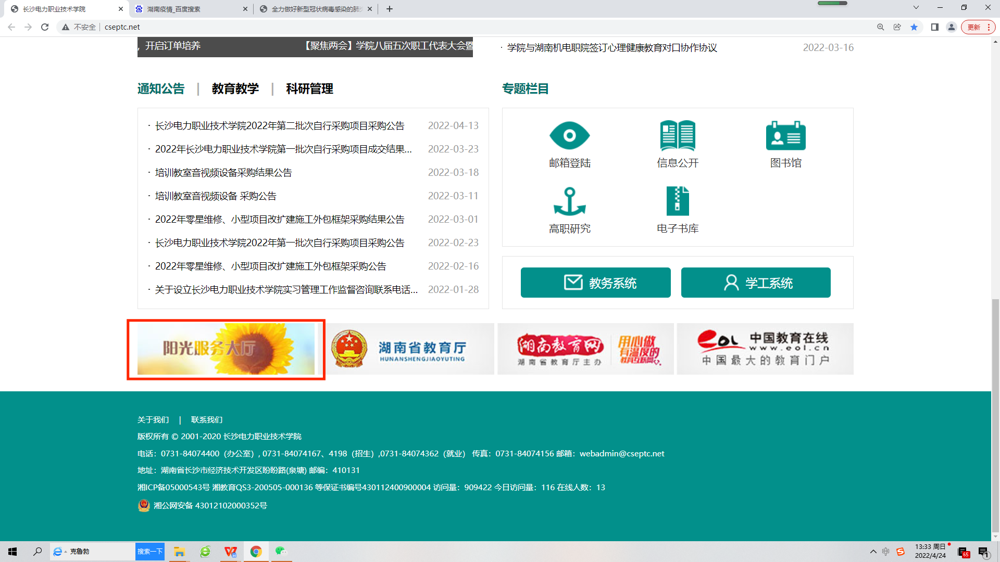 长沙电力职业技术学院
湖南疫情_百度搜索
全力做好新型冠状病毒感染的肺
不安全 cseptc.net
更新
，开启订单培养 【聚焦两会】学院八届五次职工代表大会暨
· 学院与湖南机电职院签订心理健康教育对口协作协议 2022-03-16
通知公告 | 教育教学 | 科研管理
专题栏目
· 长沙电力职业技术学院2022年第二批次自行采购项目采购公告 2022-04-13
· 2022年长沙电力职业技术学院第一批次自行采购项目成交结果... 2022-03-23
· 培训教室音视频设备采购结果公告 2022-03-18
· 培训教室音视频设备 采购公告 2022-03-11
· 2022年零星维修、小型项目改扩建施工外包框架采购结果公告 2022-03-01
· 长沙电力职业技术学院2022年第一批次自行采购项目采购公告 2022-02-23
· 2022年零星维修、小型项目改扩建施工外包框架采购公告 2022-02-16
· 关于设立长沙电力职业技术学院实习管理工作监督咨询联系电话... 2022-01-28
邮箱登陆 信息公开 图书馆
高职研究 电子书库
教务系统 学工系统
阳光服务大厅
湖南省教育厅
HUNANSHENGJIAOYUTING
湖南教育网
湖南省教育厅主办
用心做
有温度的
教育互联网
eoL 中国教育在线
www.eol.cn
中国最大的教育门户
关于我们 | 联系我们
版权所有 © 2001-2020 长沙电力职业技术学院
电话：0731-84074400（办公室）, 0731-84074167、4198（招生）,0731-84074362（就业） 传真：0731-84074156 邮箱：webadmin@cseptc.net
地址：湖南省长沙市经济技术开发区盼盼路(泉塘) 邮编：410131
湘ICP备05000543号 湘教育QS3-200505-000136 等保证书编号430112400900004 访问量：909422 今日访问量：116 在线人数：13
湘公网安备 43012102000352号
克鲁勃 搜索一下
中
13:33 周日
2022/4/24
65
1